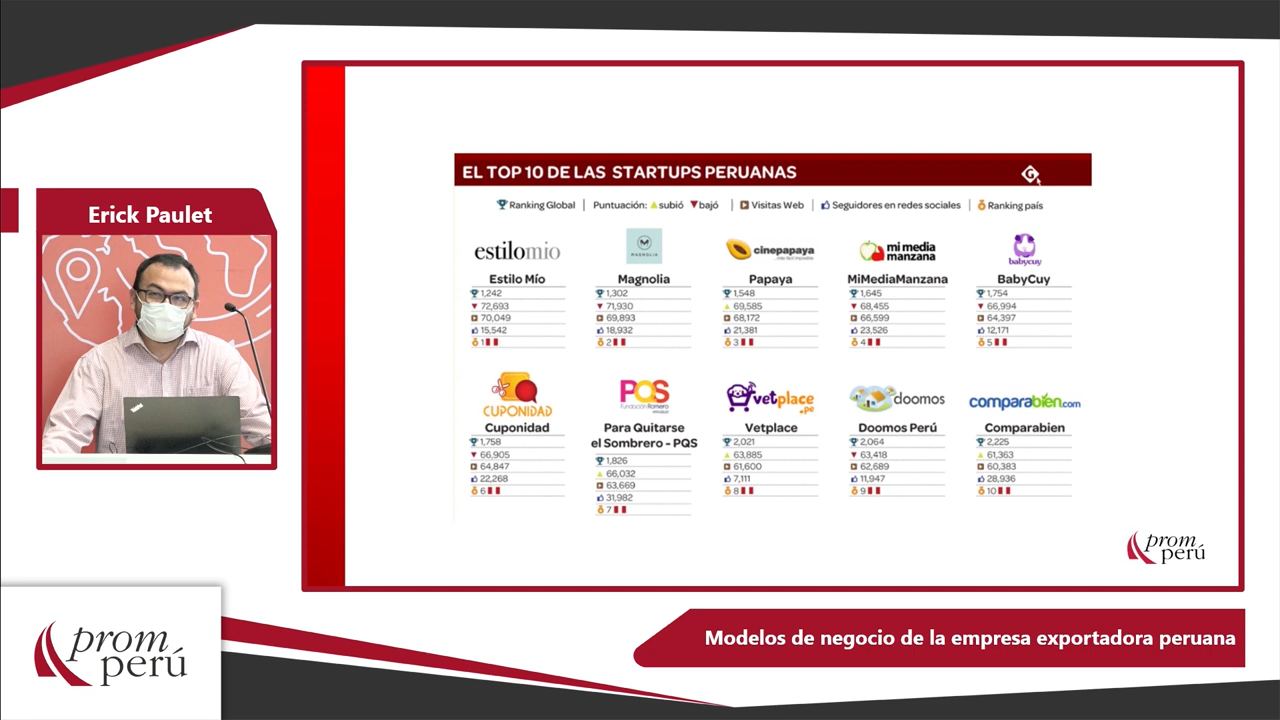 Erick Paulet
EL TOP 10 DE LAS STARTUPS PERUANAS
Ranking Global | Puntuación: subió bajó | Visitas Web | Seguidores en redes sociales | Ranking país
estilomio
MAGNOLIA
cinepapaya
mi media
manzana
babycuy
Estilo Mío
Magnolia
Papaya
MiMediaManzana
BabyCuy
1,242
72,693
70,049
15,542
1
1,302
71,930
69,893
18,932
2
1,548
69,585
68,172
21,381
3
1,645
68,455
66,599
23,526
4
1,754
66,994
64,397
12,171
5
CUPONIDAD
PQS
Fundación Romero
vetplace
.pe
doomos
comparabien.com
Cuponidad
1,758
66,905
64,847
22,268
6
Para Quitarse
el Sombrero - PQS
1,826
66,032
63,669
31,982
7
Vetplace
2,021
63,885
61,600
7,111
8
Doomos Perú
2,064
63,418
62,689
11,947
9
Comparabien
2,225
61,363
60,383
28,936
10
prom
perú
prom
perú
Modelos de negocio de la empresa exportadora peruana